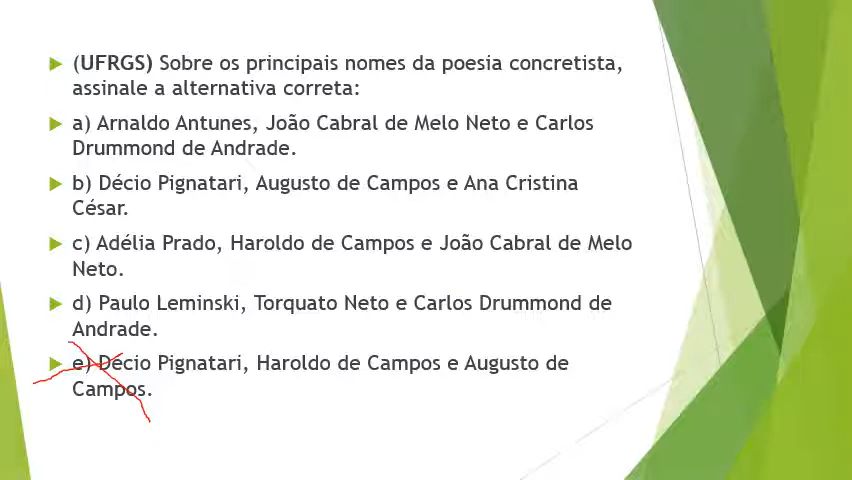 (UFRGS) Sobre os principais nomes da poesia concretista,
assinale a alternativa correta:
a) Arnaldo Antunes, João Cabral de Melo Neto e Carlos
Drummond de Andrade.
b) Décio Pignatari, Augusto de Campos e Ana Cristina
César.
c) Adélia Prado, Haroldo de Campos e João Cabral de Melo
Neto.
d) Paulo Leminski, Torquato Neto e Carlos Drummond de
Andrade.
e) Décio Pignatari, Haroldo de Campos e Augusto de
Campos.